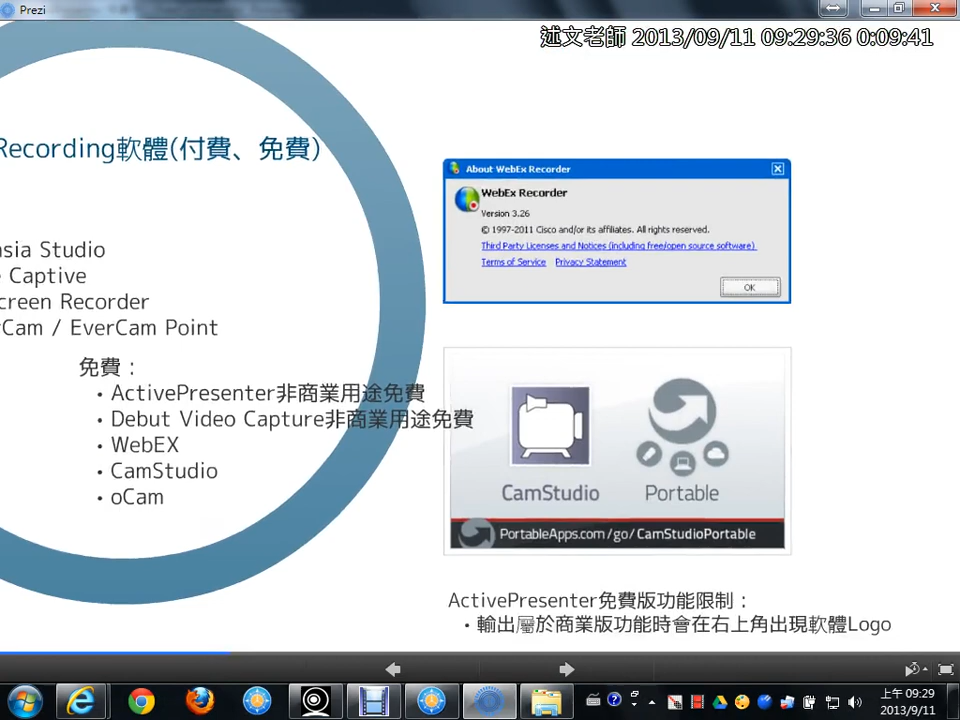 Prezi
述文老師 2013/09/11 09:29:36 0:09:41
Recording軟體(付費、免費)
asia Studio
Captive
creen Recorder
rCam / EverCam Point
免費：
• ActivePresenter非商業用途免費
• Debut Video Capture非商業用途免費
• WebEX
• CamStudio
• oCam
About WebEx Recorder
WebEx Recorder
Version 3.26
© 1997-2011 Cisco and/or its affiliates. All rights reserved.
Third Party Licenses and Notices (including free/open source software)
Terms of Service Privacy Statement
OK
CamStudio Portable
PortableApps.com/go/CamStudioPortable
ActivePresenter免費版功能限制：
• 輸出屬於商業版功能時會在右上角出現軟體Logo
上午 09:29
2013/9/11